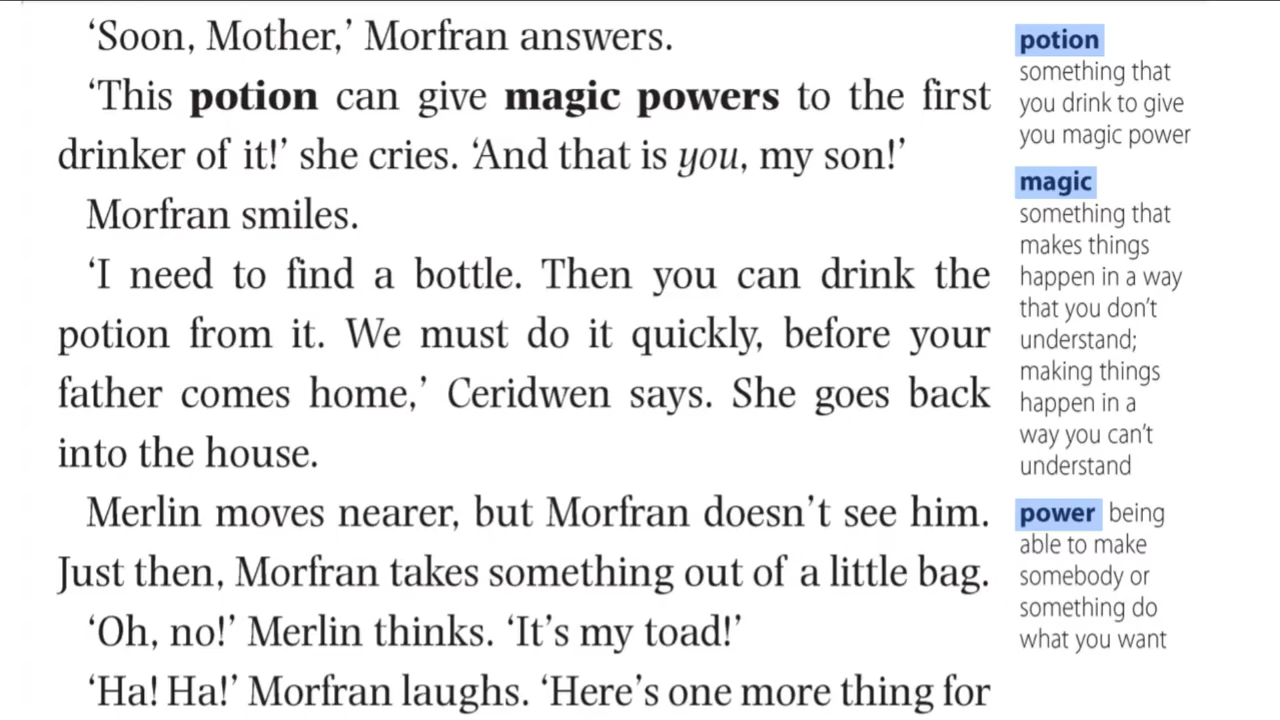 ‘Soon, Mother,’ Morfran answers.
‘This potion can give magic powers to the first
drinker of it!’ she cries. ‘And that is you, my son!’
Morfran smiles.
‘I need to find a bottle. Then you can drink the
potion from it. We must do it quickly, before your
father comes home,’ Ceridwen says. She goes back
into the house.
Merlin moves nearer, but Morfran doesn’t see him.
Just then, Morfran takes something out of a little bag.
‘Oh, no!’ Merlin thinks. ‘It’s my toad!’
‘Ha! Ha!’ Morfran laughs. ‘Here’s one more thing for
potion
something that
you drink to give
you magic power
magic
something that
makes things
happen in a way
that you don’t
understand;
making things
happen in a
way you can’t
understand
power being
able to make
somebody or
something do
what you want